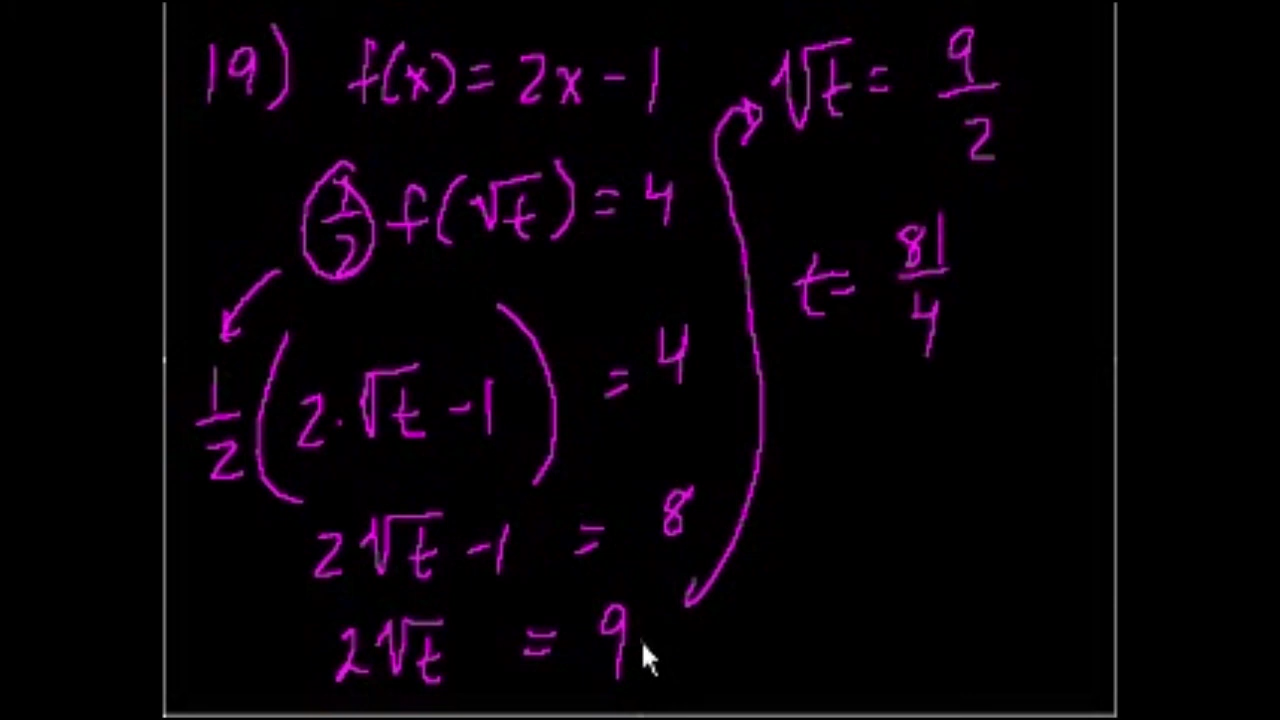 19) f(x) = 2x - 1
1/2 f(√t) = 4
1/2 (2·√t - 1) = 4
2√t - 1 = 8
2√t = 9
√t = 9/2
t = 81/4